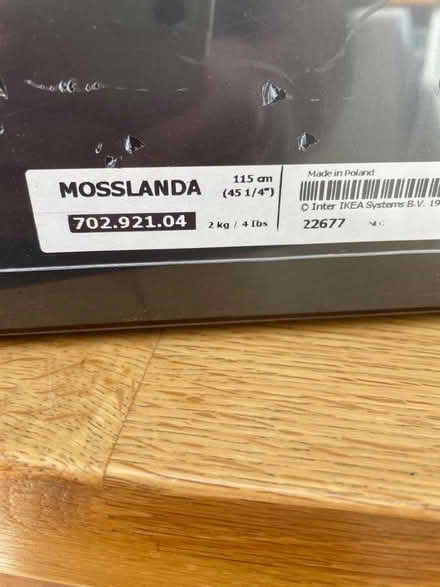 MOSSLANDA
115 cm
(45 1/4")
702.921.04
2 kg / 4 lbs
Made in Poland
© Inter IKEA Systems B.V. 19
22677